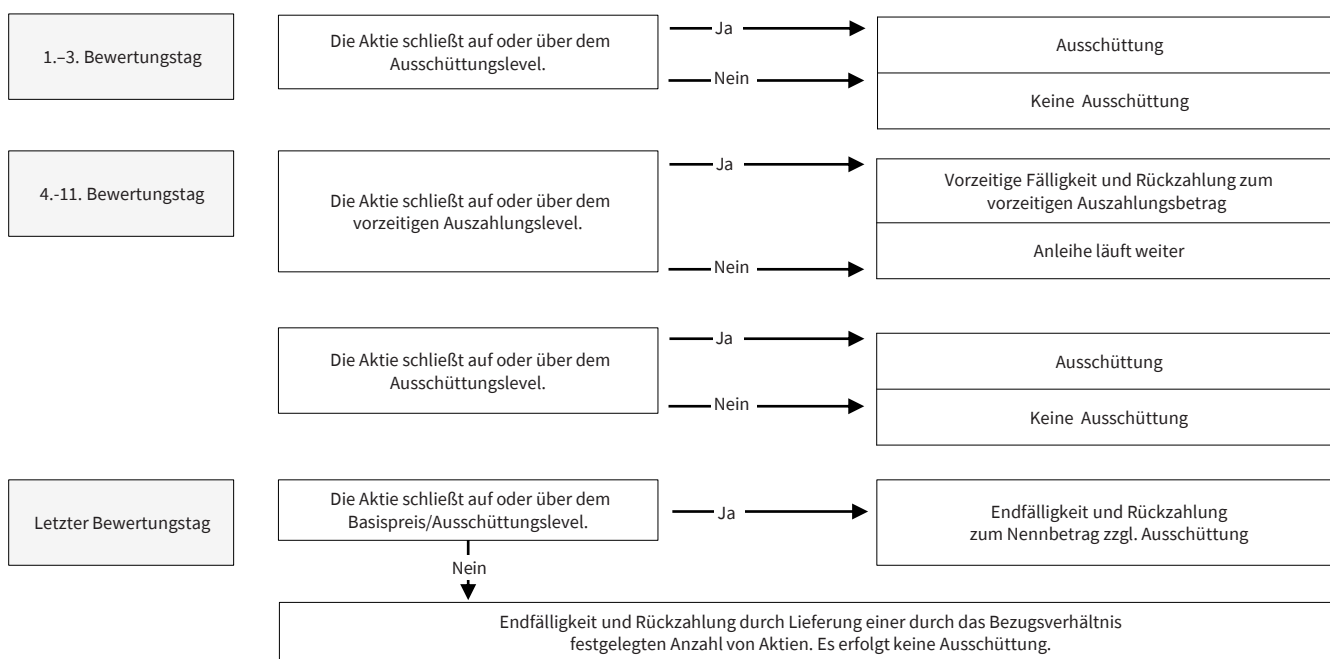 1.–3. Bewertungstag
Die Aktie schließt auf oder über dem
Ausschüttungslevel.
Ja
Ausschüttung
Nein
Keine Ausschüttung
4.-11. Bewertungstag
Die Aktie schließt auf oder über dem
vorzeitigen Auszahlungslevel.
Ja
Vorzeitige Fälligkeit und Rückzahlung zum
vorzeitigen Auszahlungsbetrag
Nein
Anleihe läuft weiter
Die Aktie schließt auf oder über dem
Ausschüttungslevel.
Ja
Ausschüttung
Nein
Keine Ausschüttung
Letzter Bewertungstag
Die Aktie schließt auf oder über dem
Basispreis/Ausschüttungslevel.
Ja
Endfälligkeit und Rückzahlung
zum Nennbetrag zzgl. Ausschüttung
Nein
Endfälligkeit und Rückzahlung durch Lieferung einer durch das Bezugsverhältnis
festgelegten Anzahl von Aktien. Es erfolgt keine Ausschüttung.